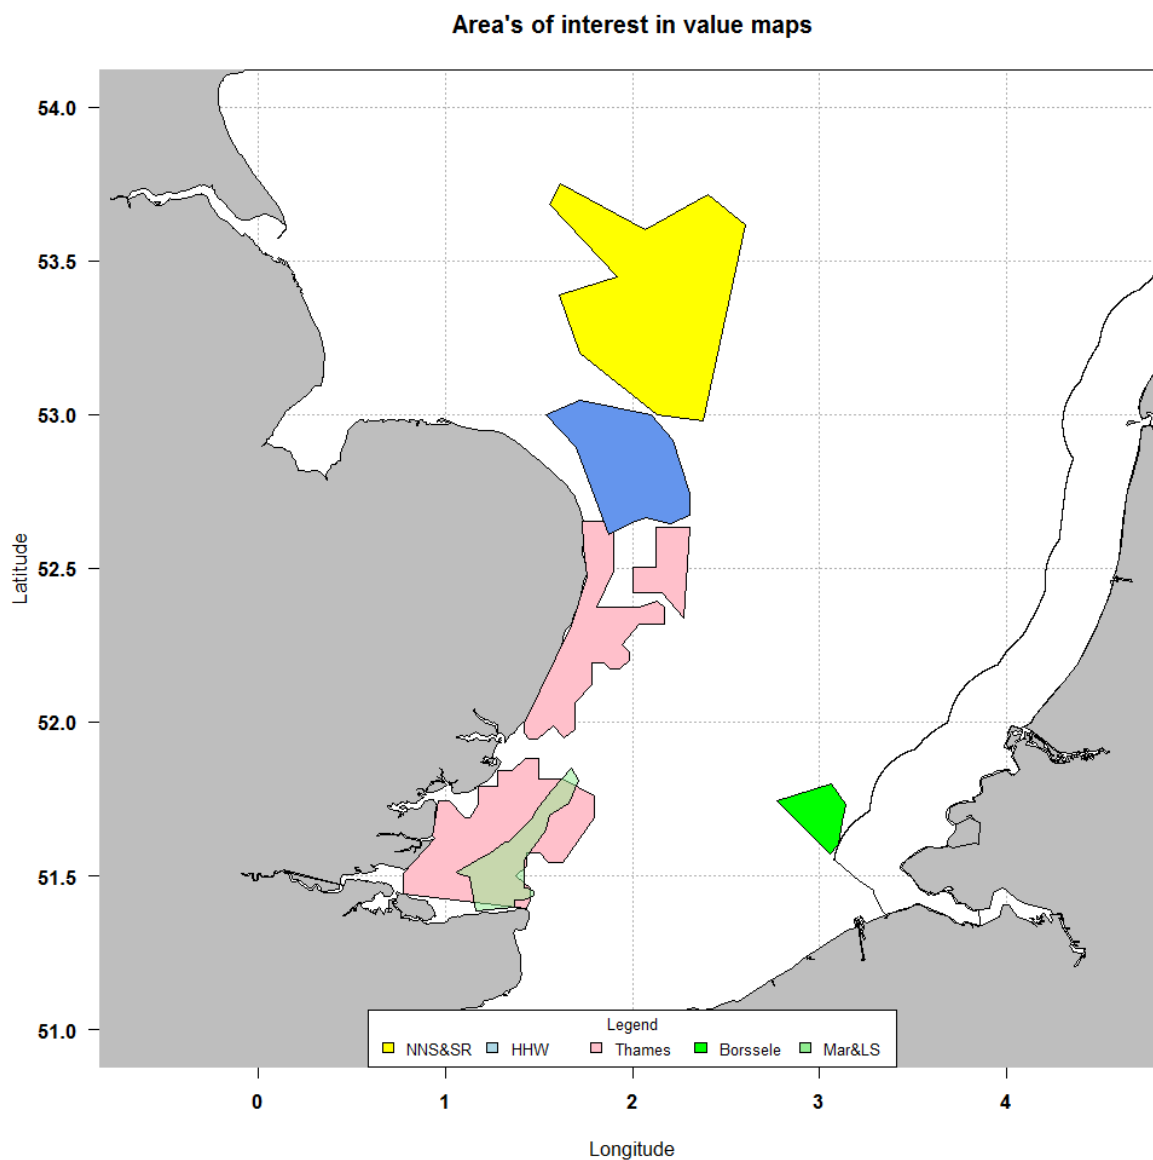 Area's of interest in value maps
54.0
53.5
53.0
52.5
52.0
51.5
51.0
Latitude
Legend
NNS&SR HHW Thames Borssele Mar&LS
0 1 2 3 4
Longitude